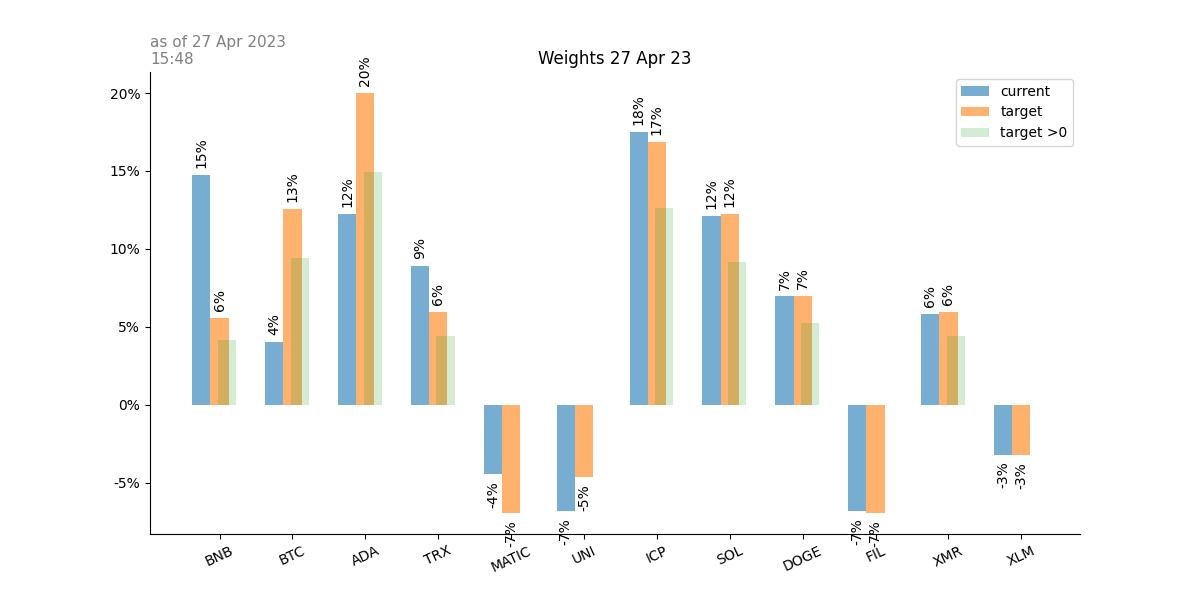 as of 27 Apr 2023
15:48
Weights 27 Apr 23
current
target
target >0
20%
15%
10%
5%
0%
-5%
15%
6%
4%
13%
12%
20%
9%
6%
-4%
-7%
-7%
-5%
18%
17%
12%
12%
7%
7%
-7%
-7%
6%
6%
-3%
-3%
BNB
BTC
ADA
TRX
MATIC
UNI
ICP
SOL
DOGE
FIL
XMR
XLM